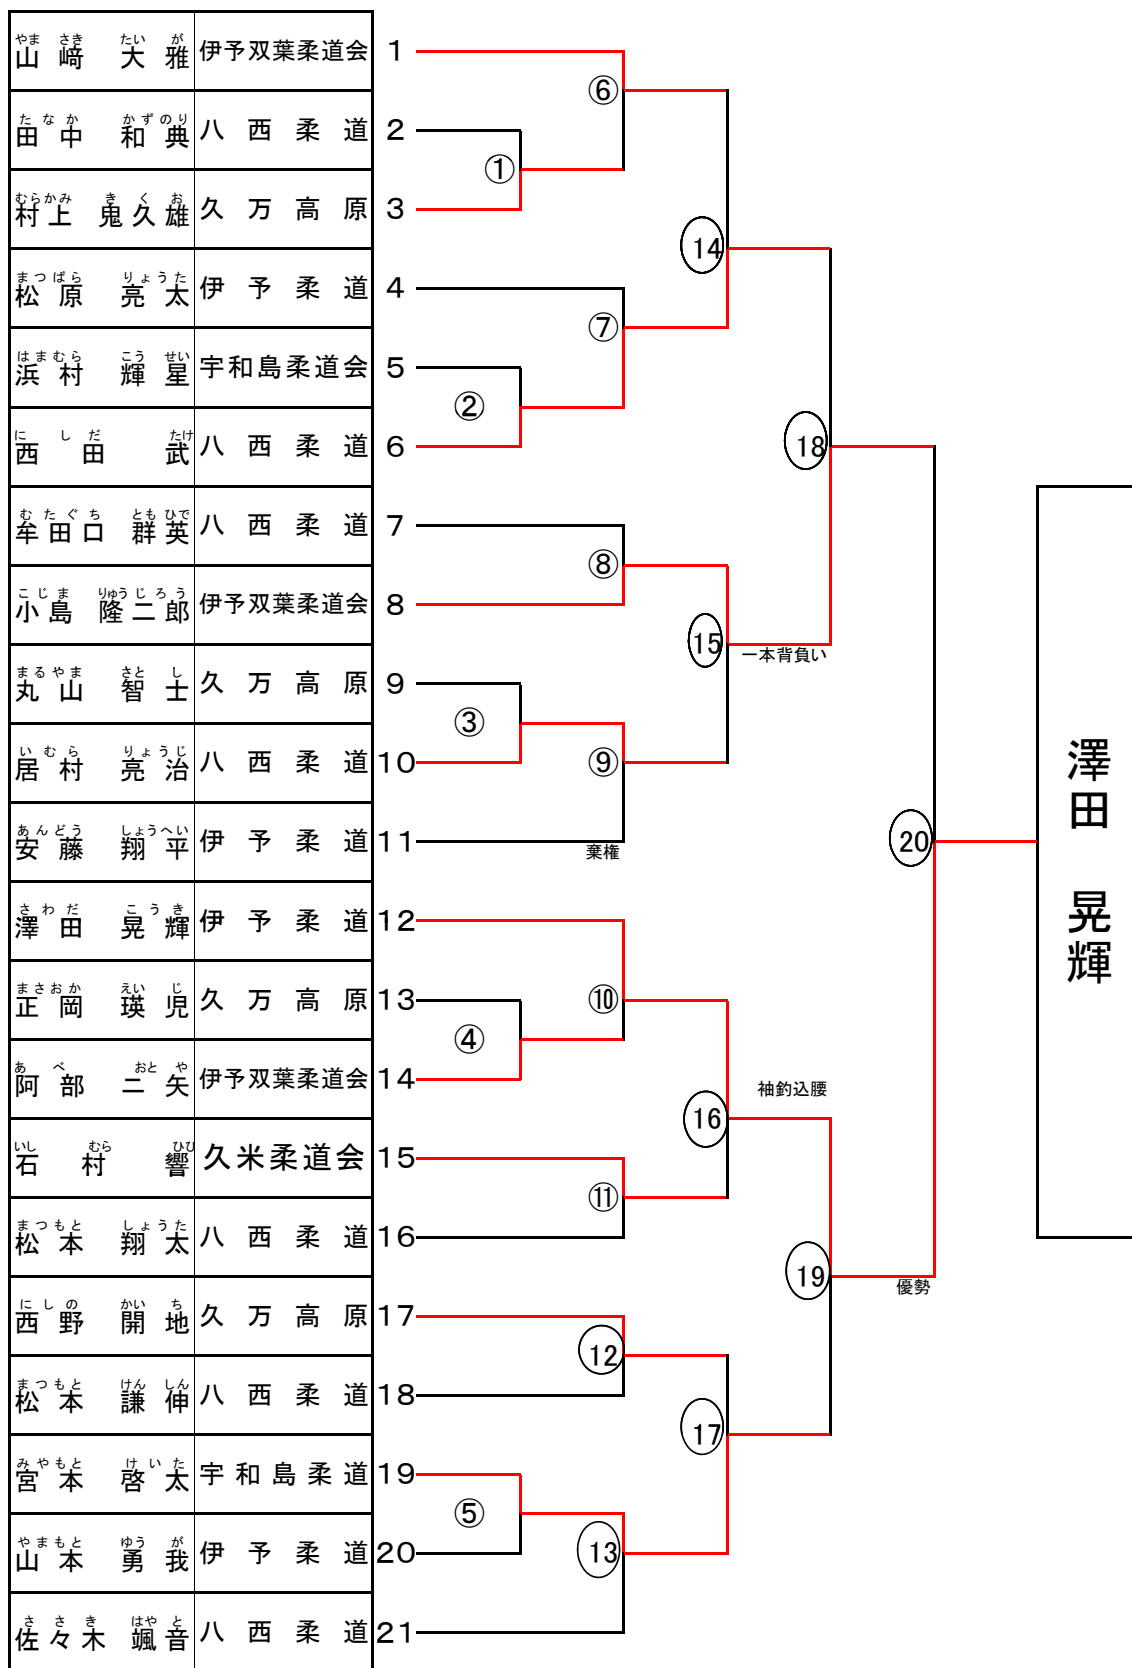 やま さき たい が
山 﨑 大 雅 伊予双葉柔道会 1
たなか かずのり
田中 和典 八西柔道 2
むらかみ き く お
村上 鬼久雄 久万高原 3
まつばら りょうた
松原 亮太 伊予柔道 4
はまむら こう せい
浜村 輝星 宇和島柔道会 5
に し だ たけ
西田 武 八西柔道 6
む た ぐ ち とも ひで
牟田口 群英 八西柔道 7
こ じ ま りゅう じ ろ う
小島 隆二郎 伊予双葉柔道会 8
まるやま さと し
丸山 智士 久万高原 9
い む ら りょうじ
居村 亮治 八西柔道 10
あんどう しょうへい
安藤 翔平 伊予柔道 11
さ わ だ こ う き
澤田 晃輝 伊予柔道 12
まさおか えい じ
正岡 瑛児 久万高原 13
あ べ おと や
阿部 二矢 伊予双葉柔道会 14
いし むら ひび
石村 響 久米柔道会 15
まつもと しょうた
松本 翔太 八西柔道 16
にしの かい ち
西野 開地 久万高原 17
まつもと けん しん
松本 謙伸 八西柔道 18
みやもと けいた
宮本 啓太 宇和島柔道 19
やまもと ゆう が
山本 勇我 伊予柔道 20
さ さ き はや と
佐々木 颯音 八西柔道 21
①
②
③
④
⑤
⑥
⑦
⑧
⑨
棄権
⑩
⑪
12
13
14
15
一本背負い
16
袖釣込腰
17
18
19
優勢
20
澤田 晃輝